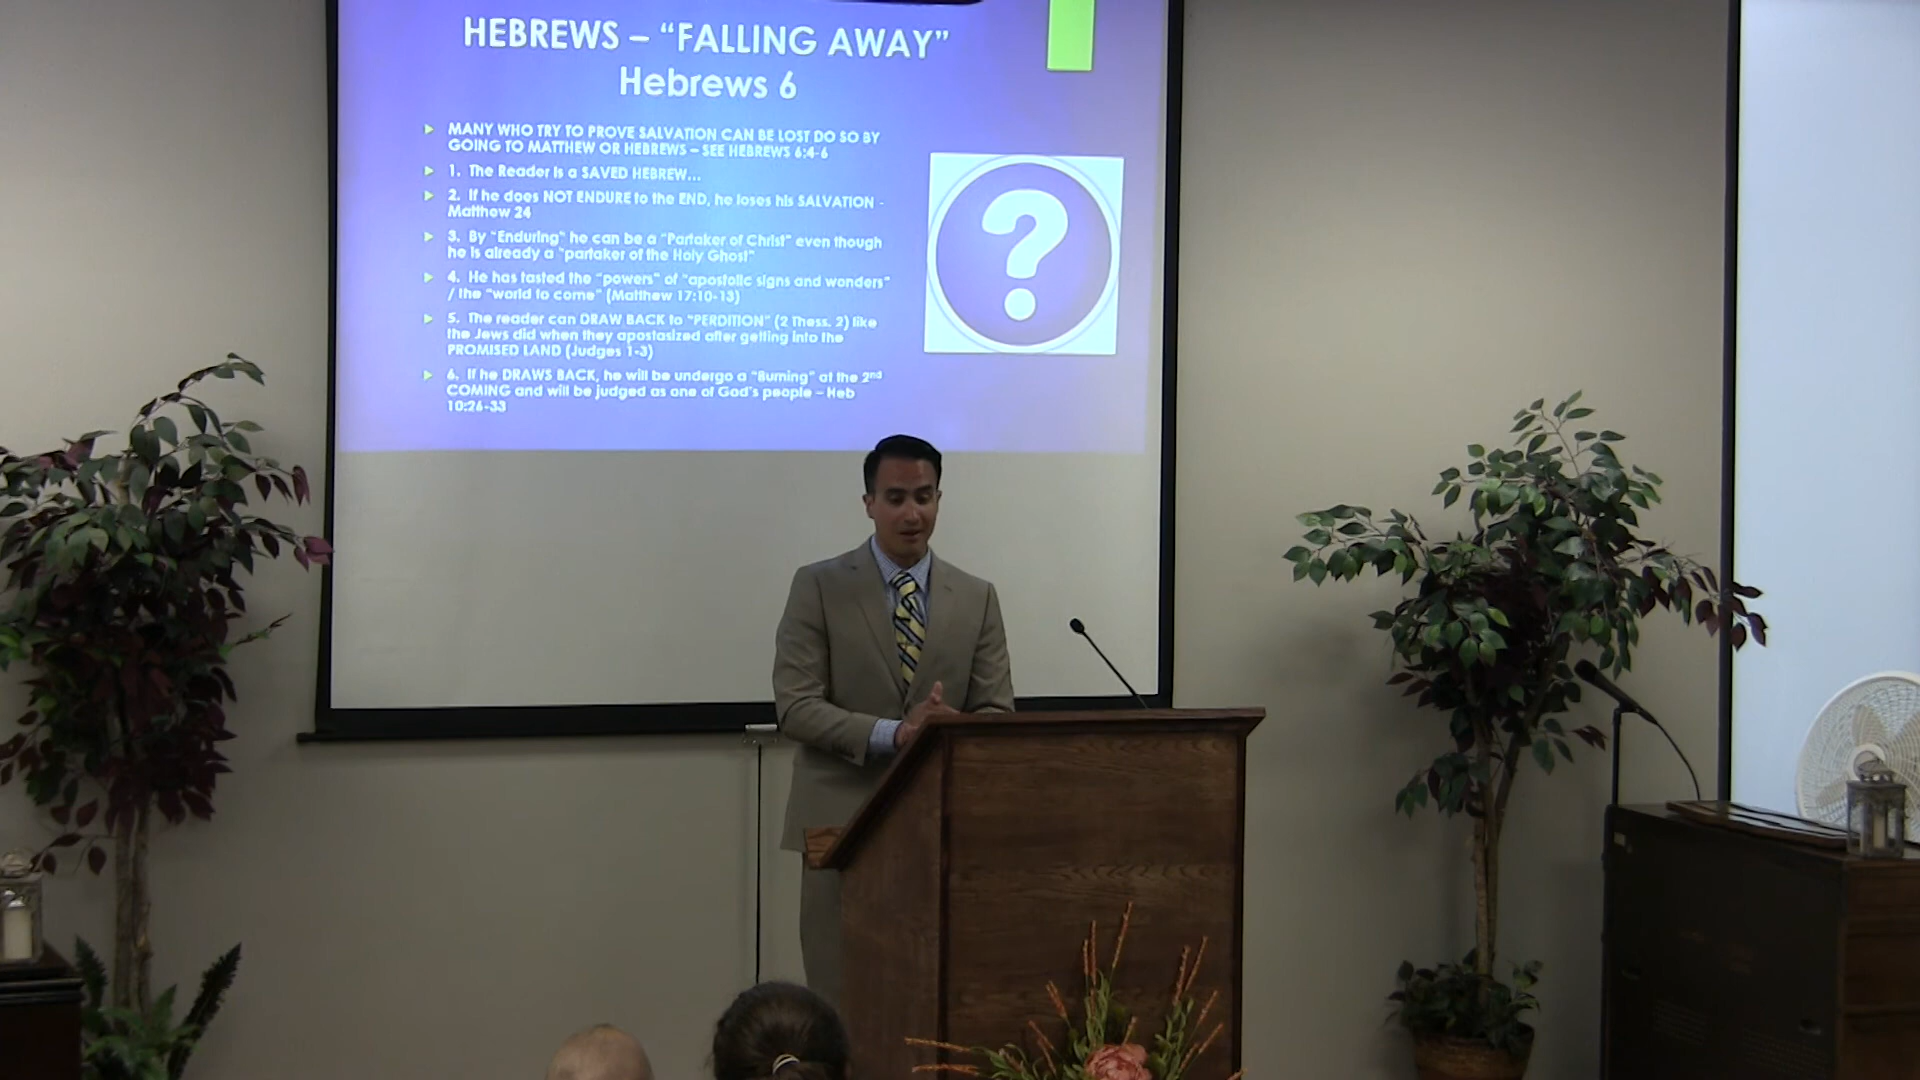 HEBREWS – “FALLING AWAY”
Hebrews 6
MANY WHO TRY TO PROVE SALVATION CAN BE LOST DO SO BY
GOING TO MATTHEW OR HEBREWS – SEE HEBREWS 6:4-6
1. The Reader is a SAVED HEBREW...
2. If he does NOT ENDURE to the END, he loses his SALVATION -
Matthew 24
3. By “Enduring” he can be a “Partaker of Christ” even though
he is already a “partaker of the Holy Ghost”
4. He has tasted the “powers” of “apostolic signs and wonders”
/ the “world to come” (Matthew 17:10-13)
5. The reader can DRAW BACK to “PERDITION” (2 Thess. 2) like
the Jews did when they apostasized after getting into the
PROMISED LAND (Judges 1-3)
6. If he DRAWS BACK, he will be undergo a “Burning” at the 2nd
COMING and will be judged as one of God’s people – Heb
10:26-33
?